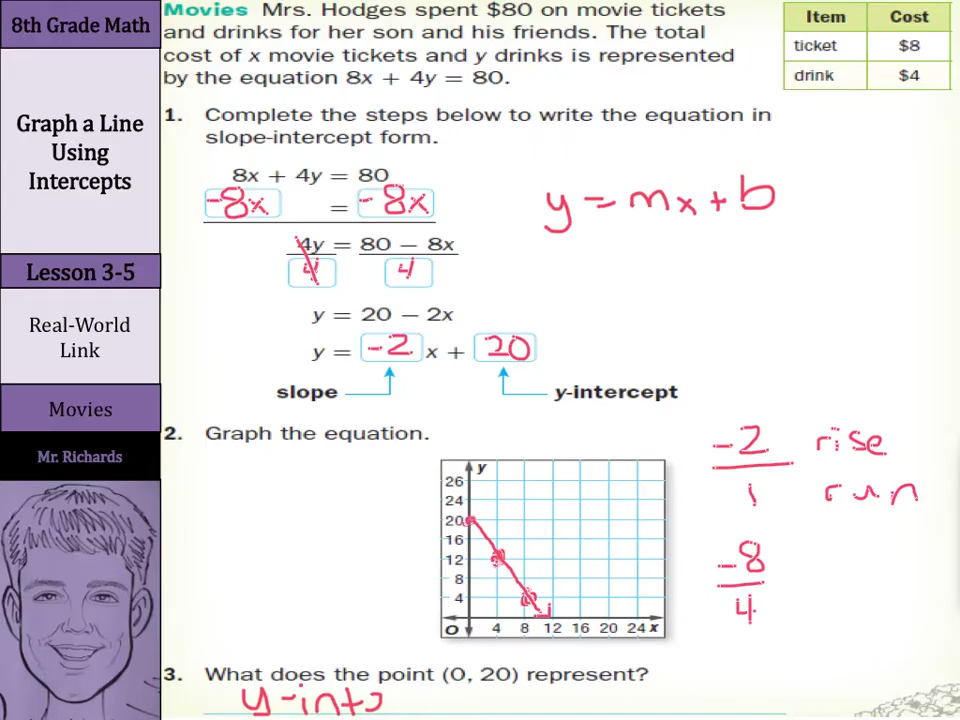 8th Grade Math
Graph a Line
Using
Intercepts
Lesson 3-5
Real-World
Link
Movies
Mr. Richards
Movies Mrs. Hodges spent $80 on movie tickets
and drinks for her son and his friends. The total
cost of x movie tickets and y drinks is represented
by the equation 8x + 4y = 80.
Item Cost
ticket $8
drink $4
1. Complete the steps below to write the equation in
slope-intercept form.
8x + 4y = 80
-8x = -8x
y = mx + b
4y = 80 − 8x
4 4
y = 20 − 2x
y = -2 x + 20
slope y-intercept
2. Graph the equation.
-2 rise
1 run
-8
4
y
26
24
20
16
12
8
4
O 4 8 12 16 20 24 x
3. What does the point (0, 20) represent?
y-int